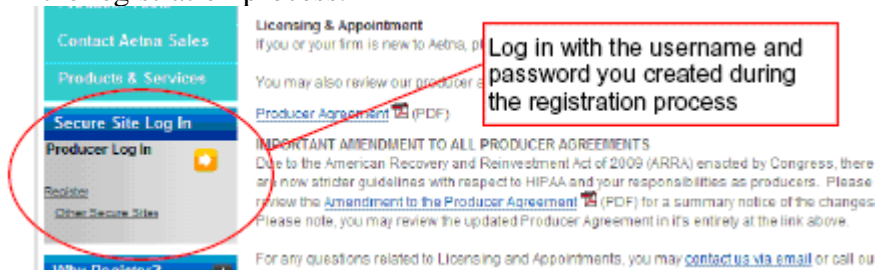 the registration process.
Contact Aetna Sales
Products & Services
Secure Site Log In
Producer Log In
Register
Other Secure Sites
Why Register?
Licensing & Appointment
If you or your firm is new to Aetna,
You may also review our producer
Producer Agreement (PDF)
IMPORTANT AMENDMENT TO ALL PRODUCER AGREEMENTS
Due to the American Recovery and Reinvestment Act of 2009 (ARRA) enacted by Congress, there
are now stricter guidelines with respect to HIPAA and your responsibilities as producers. Please
review the Amendment to the Producer Agreement (PDF) for a summary notice of the changes
Please note, you may review the updated Producer Agreement in it's entirety at the link above.
For any questions related to Licensing and Appointments, you may contact us via email or call ou
Log in with the username and
password you created during
the registration process